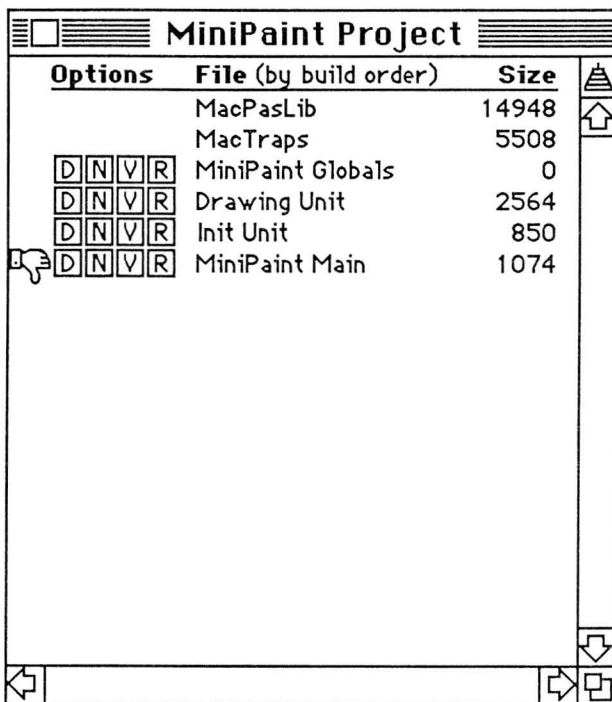 MiniPaint Project
Options File (by build order) Size
MacPasLib 14948
MacTraps 5508
D N V R MiniPaint Globals 0
D N V R Drawing Unit 2564
D N V R Init Unit 850
D N V R MiniPaint Main 1074